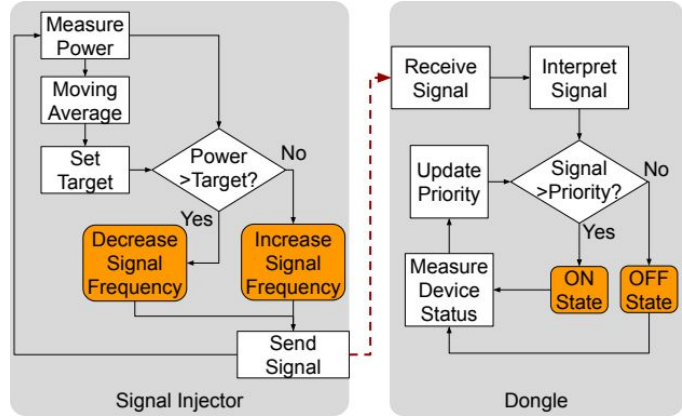 Measure
Power
Moving
Average
Set
Target
Power
>Target?
No
Yes
Decrease
Signal
Frequency
Increase
Signal
Frequency
Send
Signal
Signal Injector
Receive
Signal
Interpret
Signal
Update
Priority
Signal
>Priority?
No
Yes
Measure
Device
Status
ON
State
OFF
State
Dongle